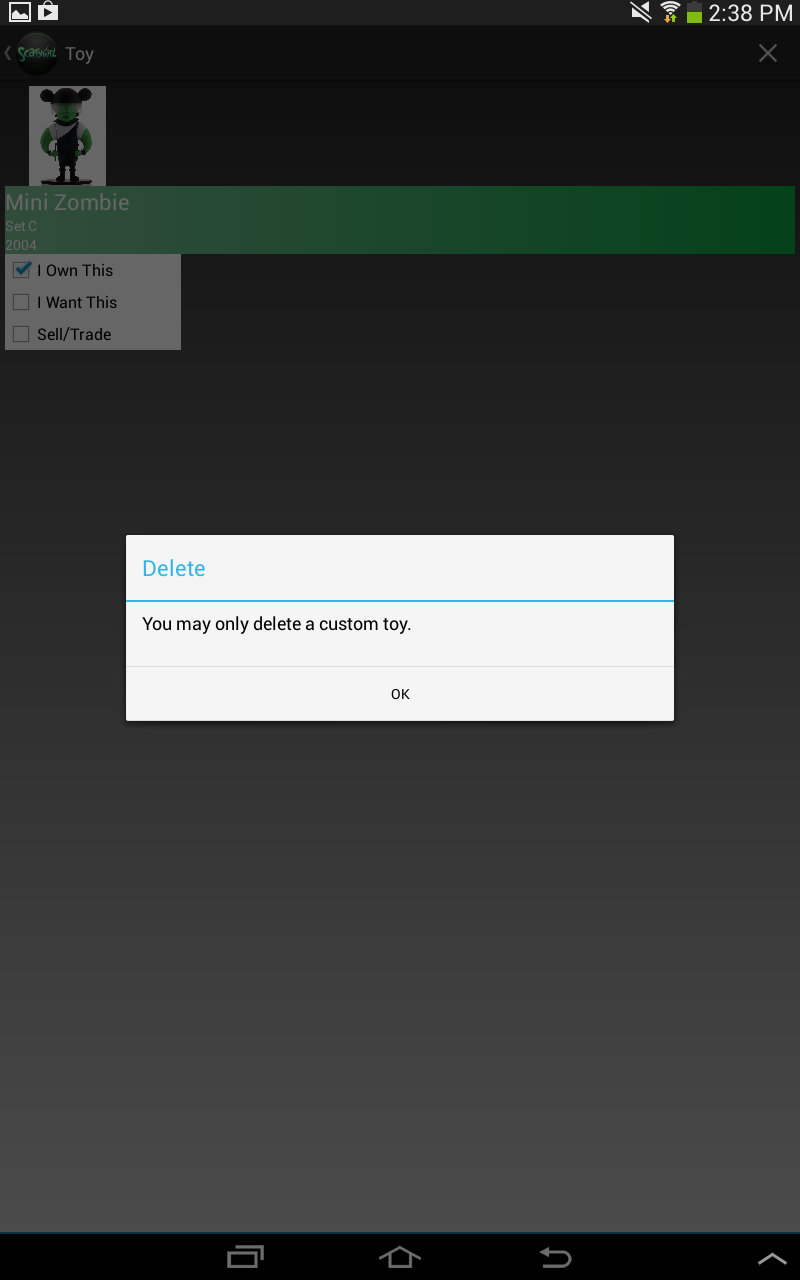 2:38 PM
Scarygirl Toy
Mini Zombie
Set C
2004
I Own This
I Want This
Sell/Trade
Delete
You may only delete a custom toy.
OK